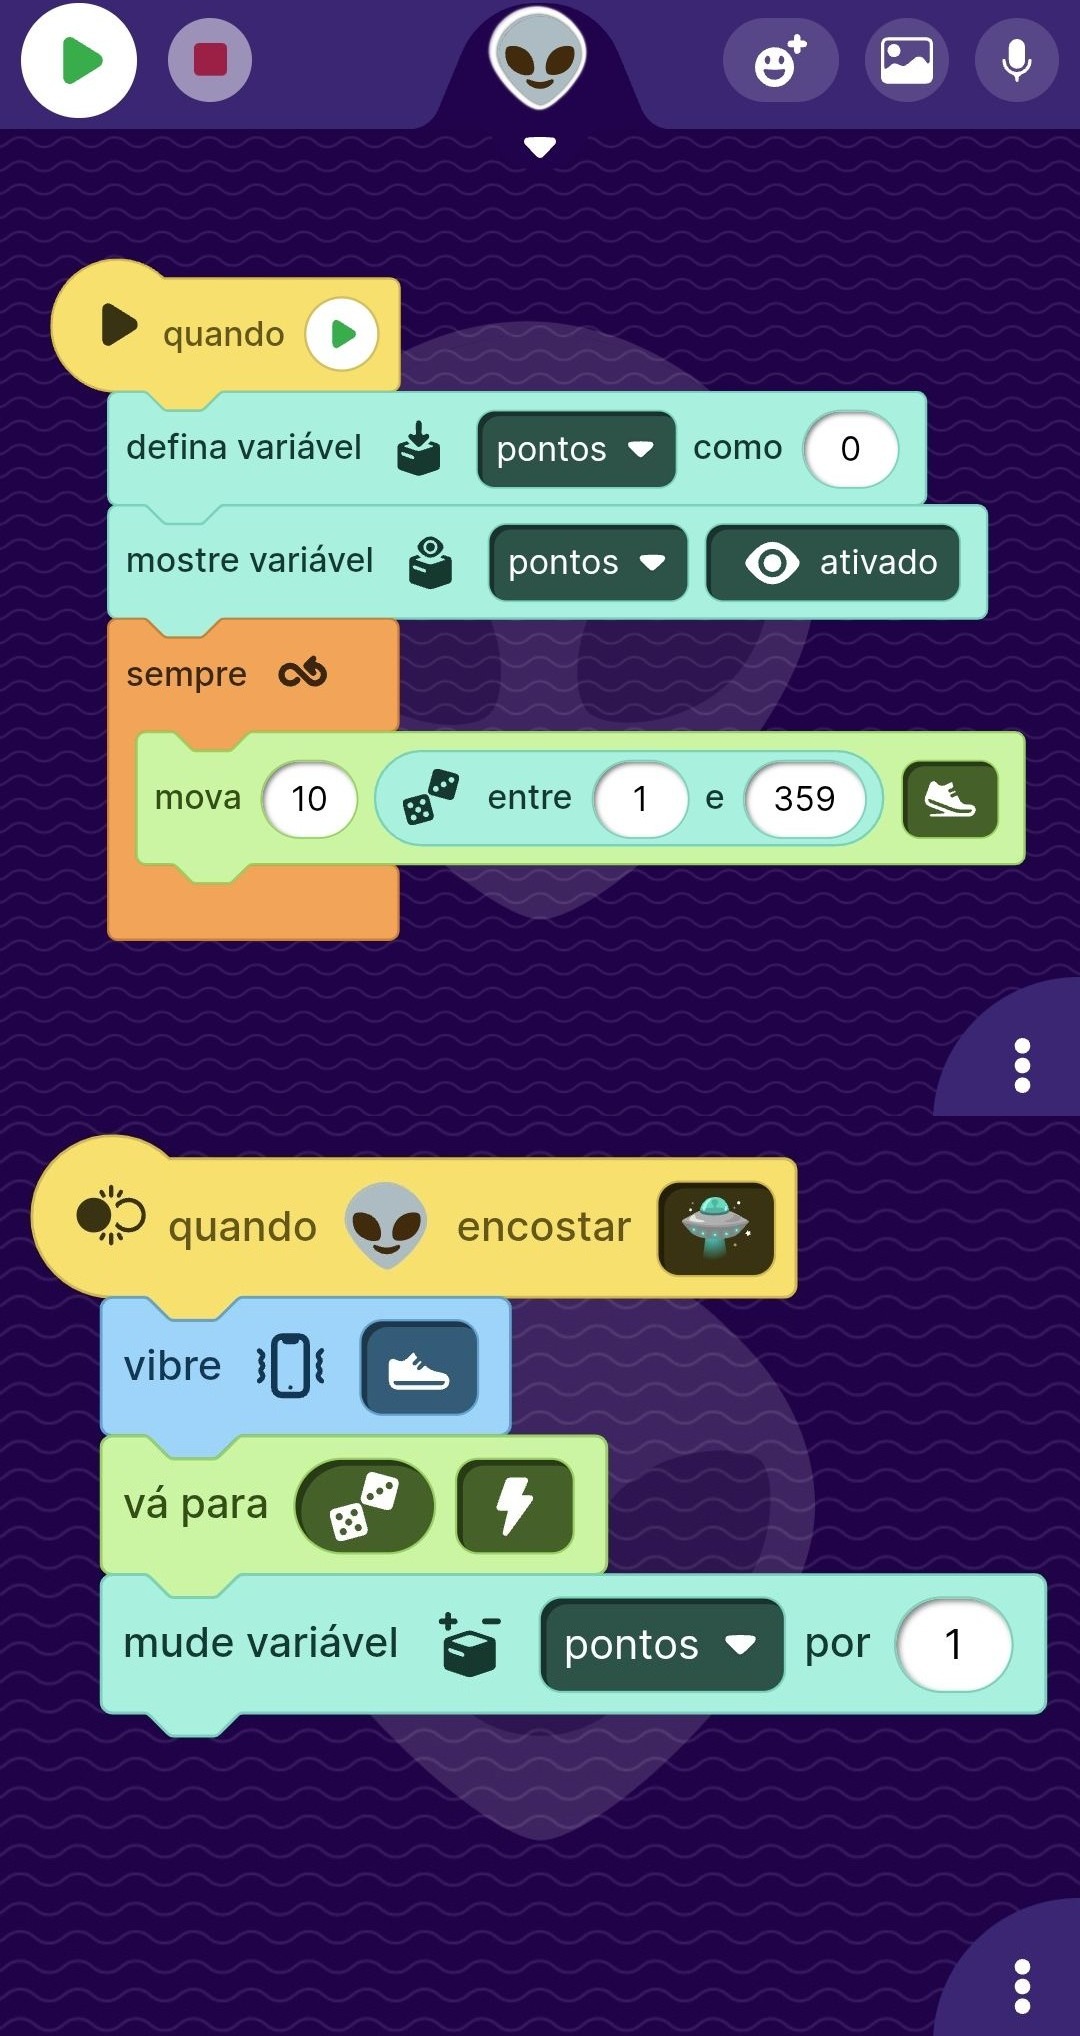 quando
defina variável pontos como 0
mostre variável pontos ativado
sempre
mova 10 entre 1 e 359
quando encostar
vibre
vá para
mude variável pontos por 1